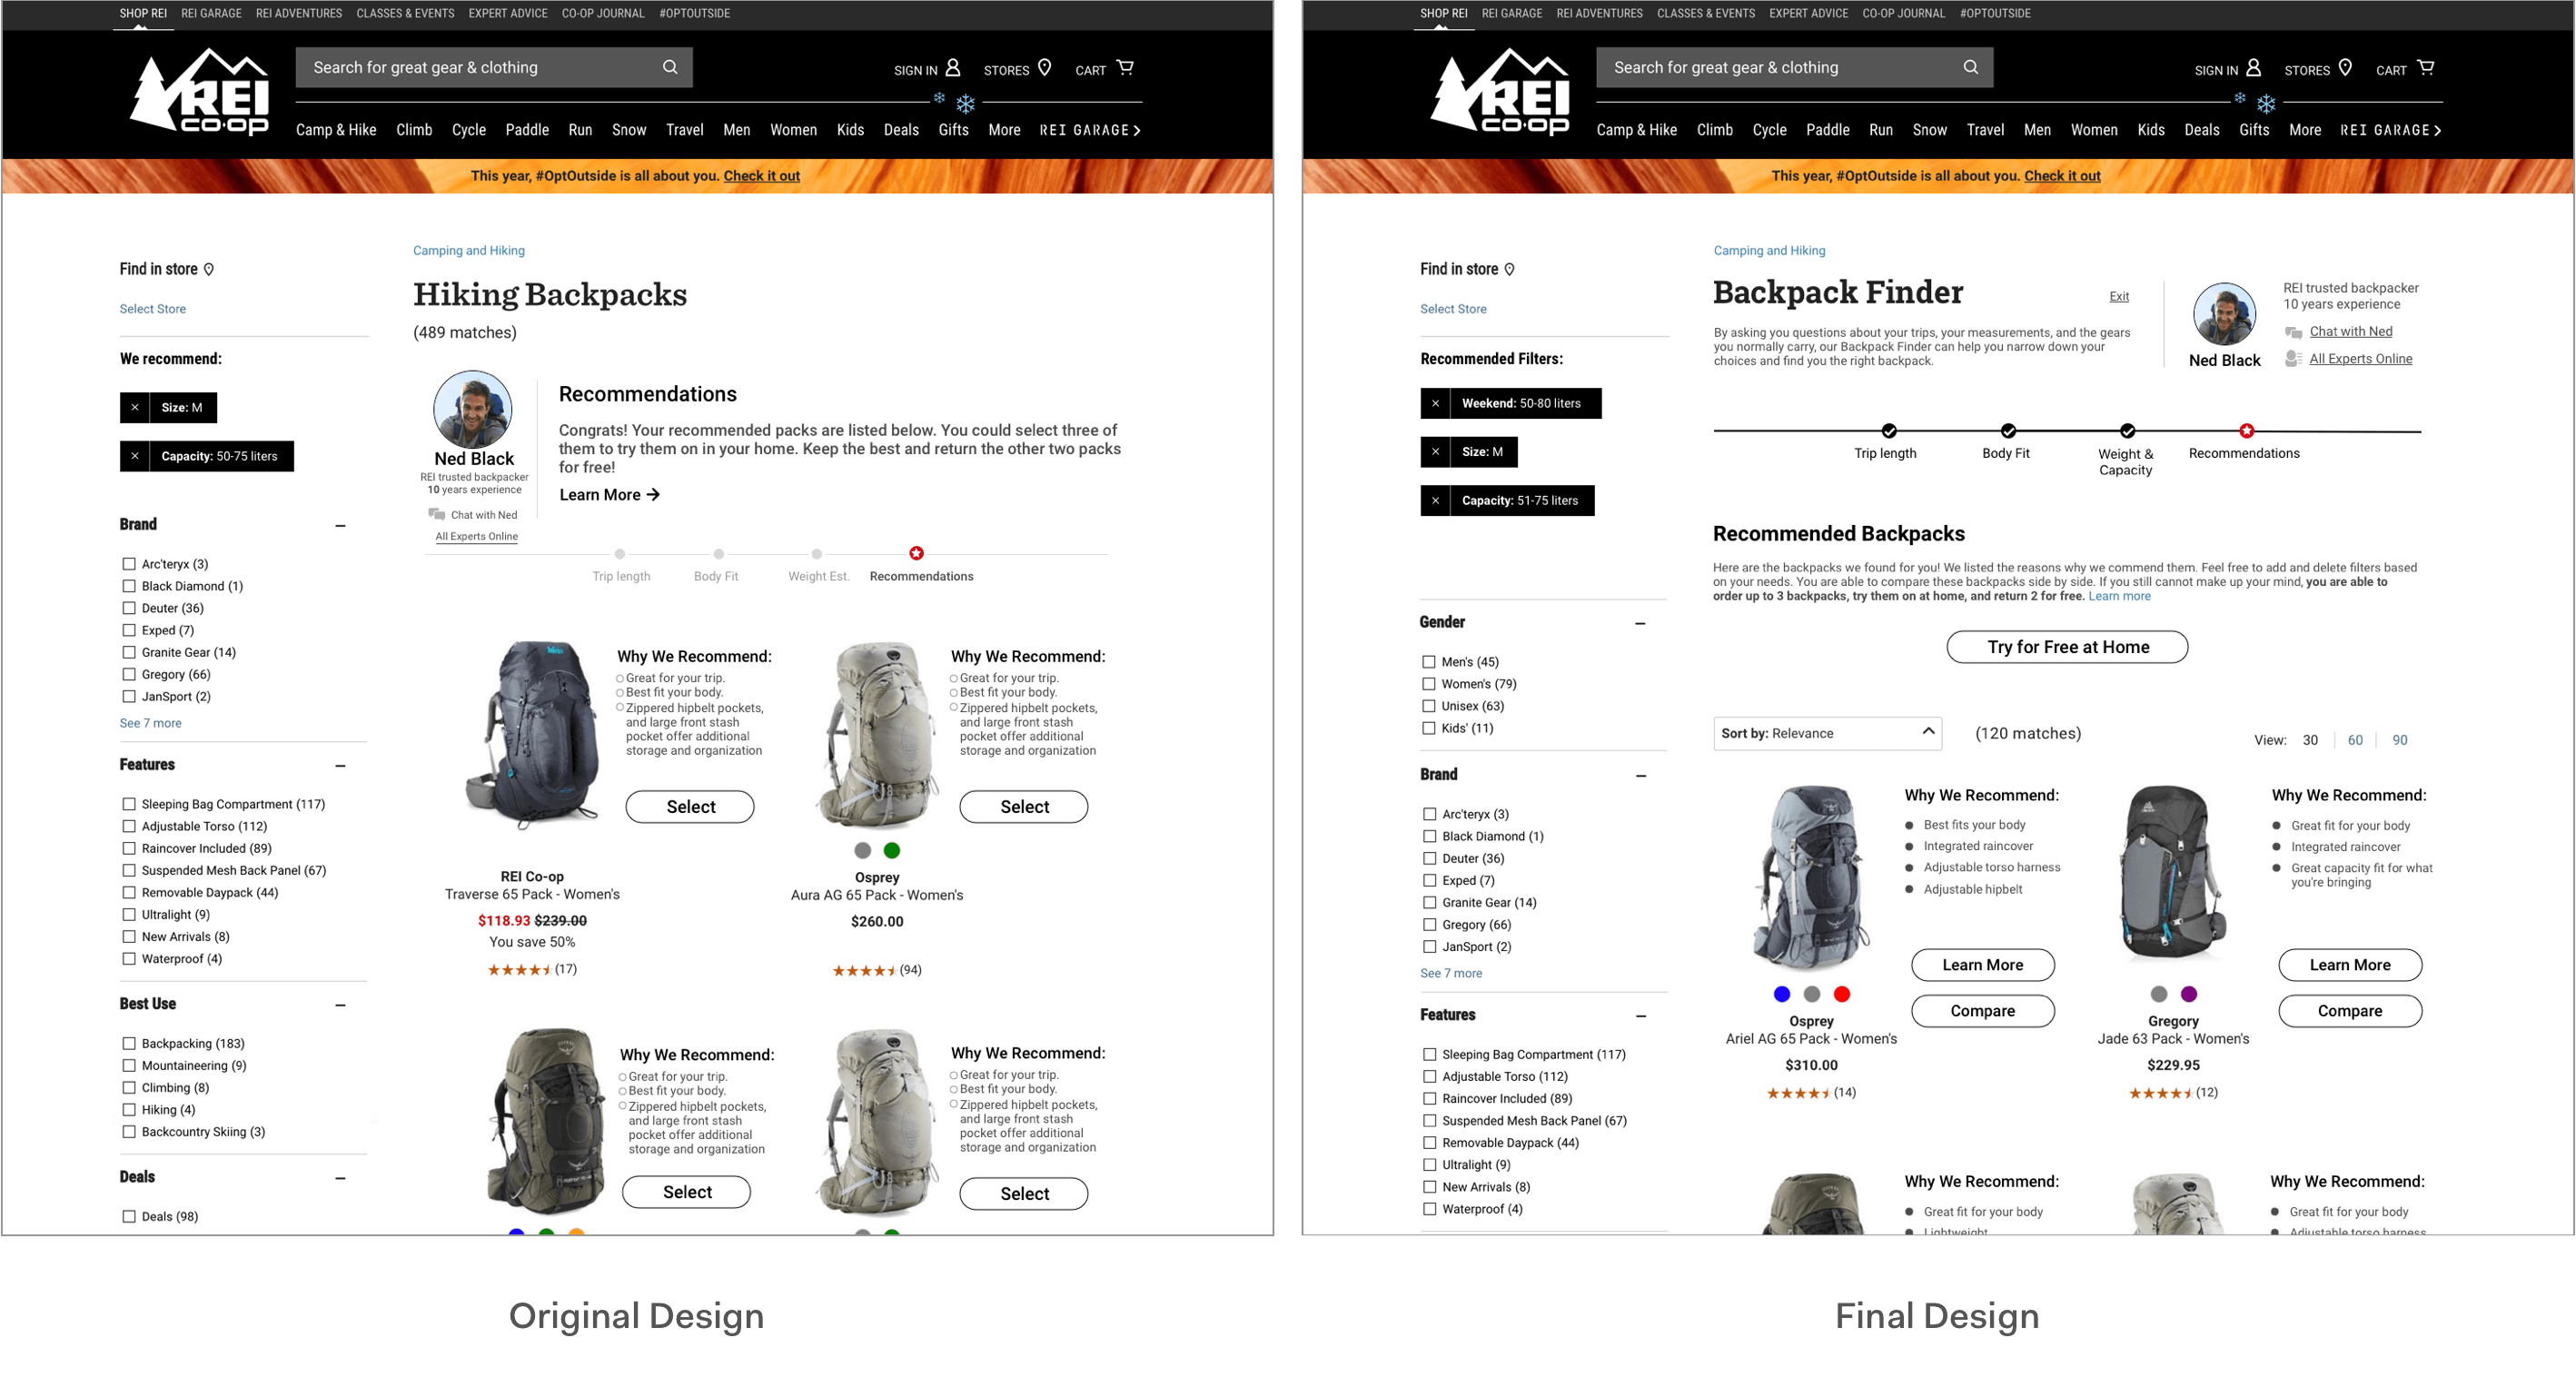 SHOP REI REI GARAGE REI ADVENTURES CLASSES & EVENTS EXPERT ADVICE CO-OP JOURNAL #OPTOUTSIDE
REI CO·OP
Search for great gear & clothing
SIGN IN STORES CART
Camp & Hike Climb Cycle Paddle Run Snow Travel Men Women Kids Deals Gifts More REI GARAGE
This year, #OptOutside is all about you. Check it out
Find in store
Select Store
We recommend:
× Size: M
× Capacity: 50-75 liters
Brand
Arc'teryx (3)
Black Diamond (1)
Deuter (36)
Exped (7)
Granite Gear (14)
Gregory (66)
JanSport (2)
See 7 more
Features
Sleeping Bag Compartment (117)
Adjustable Torso (112)
Raincover Included (89)
Suspended Mesh Back Panel (67)
Removable Daypack (44)
Ultralight (9)
New Arrivals (8)
Waterproof (4)
Best Use
Backpacking (183)
Mountaineering (9)
Climbing (8)
Hiking (4)
Backcountry Skiing (3)
Deals
Deals (98)
Camping and Hiking
Hiking Backpacks
(489 matches)
Ned Black
REI trusted backpacker
10 years experience
Chat with Ned
All Experts Online
Recommendations
Congrats! Your recommended packs are listed below. You could select three of
them to try them on in your home. Keep the best and return the other two packs
for free!
Learn More
Trip length Body Fit Weight Est. Recommendations
Why We Recommend:
Great for your trip.
Best fit your body.
Zippered hipbelt pockets,
and large front stash
pocket offer additional
storage and organization
Select
REI Co-op
Traverse 65 Pack - Women's
$118.93 $239.00
You save 50%
(17)
Why We Recommend:
Great for your trip.
Best fit your body.
Zippered hipbelt pockets,
and large front stash
pocket offer additional
storage and organization
Select
Osprey
Aura AG 65 Pack - Women's
$260.00
(94)
Why We Recommend:
Great for your trip.
Best fit your body.
Zippered hipbelt pockets,
and large front stash
pocket offer additional
storage and organization
Select
Why We Recommend:
Great for your trip.
Best fit your body.
Zippered hipbelt pockets,
and large front stash
pocket offer additional
storage and organization
Select
Original Design
SHOP REI REI GARAGE REI ADVENTURES CLASSES & EVENTS EXPERT ADVICE CO-OP JOURNAL #OPTOUTSIDE
REI CO·OP
Search for great gear & clothing
SIGN IN STORES CART
Camp & Hike Climb Cycle Paddle Run Snow Travel Men Women Kids Deals Gifts More REI GARAGE
This year, #OptOutside is all about you. Check it out
Find in store
Select Store
Recommended Filters:
× Weekend: 50-80 liters
× Size: M
× Capacity: 51-75 liters
Gender
Men's (45)
Women's (79)
Unisex (63)
Kids' (11)
Brand
Arc'teryx (3)
Black Diamond (1)
Deuter (36)
Exped (7)
Granite Gear (14)
Gregory (66)
JanSport (2)
See 7 more
Features
Sleeping Bag Compartment (117)
Adjustable Torso (112)
Raincover Included (89)
Suspended Mesh Back Panel (67)
Removable Daypack (44)
Ultralight (9)
New Arrivals (8)
Waterproof (4)
Camping and Hiking
Backpack Finder
Exit
By asking you questions about your trips, your measurements, and the gears
you normally carry, our Backpack Finder can help you narrow down your
choices and find you the right backpack.
Ned Black
REI trusted backpacker
10 years experience
Chat with Ned
All Experts Online
Trip length Body Fit Weight & Recommendations
Capacity
Recommended Backpacks
Here are the backpacks we found for you! We listed the reasons why we commend them. Feel free to add and delete filters based
on your needs. You are able to compare these backpacks side by side. If you still cannot make up your mind, you are able to
order up to 3 backpacks, try them on at home, and return 2 for free. Learn more
Try for Free at Home
Sort by: Relevance
(120 matches)
View: 30 60 90
Why We Recommend:
Best fits your body
Integrated raincover
Adjustable torso harness
Adjustable hipbelt
Learn More
Compare
Osprey
Ariel AG 65 Pack - Women's
$310.00
(14)
Why We Recommend:
Great fit for your body
Integrated raincover
Great capacity fit for what
you're bringing
Learn More
Compare
Gregory
Jade 63 Pack - Women's
$229.95
(12)
Why We Recommend:
Great fit for your body
Lightweight
Why We Recommend:
Great fit for your body
Adjustable torso harness
Final Design